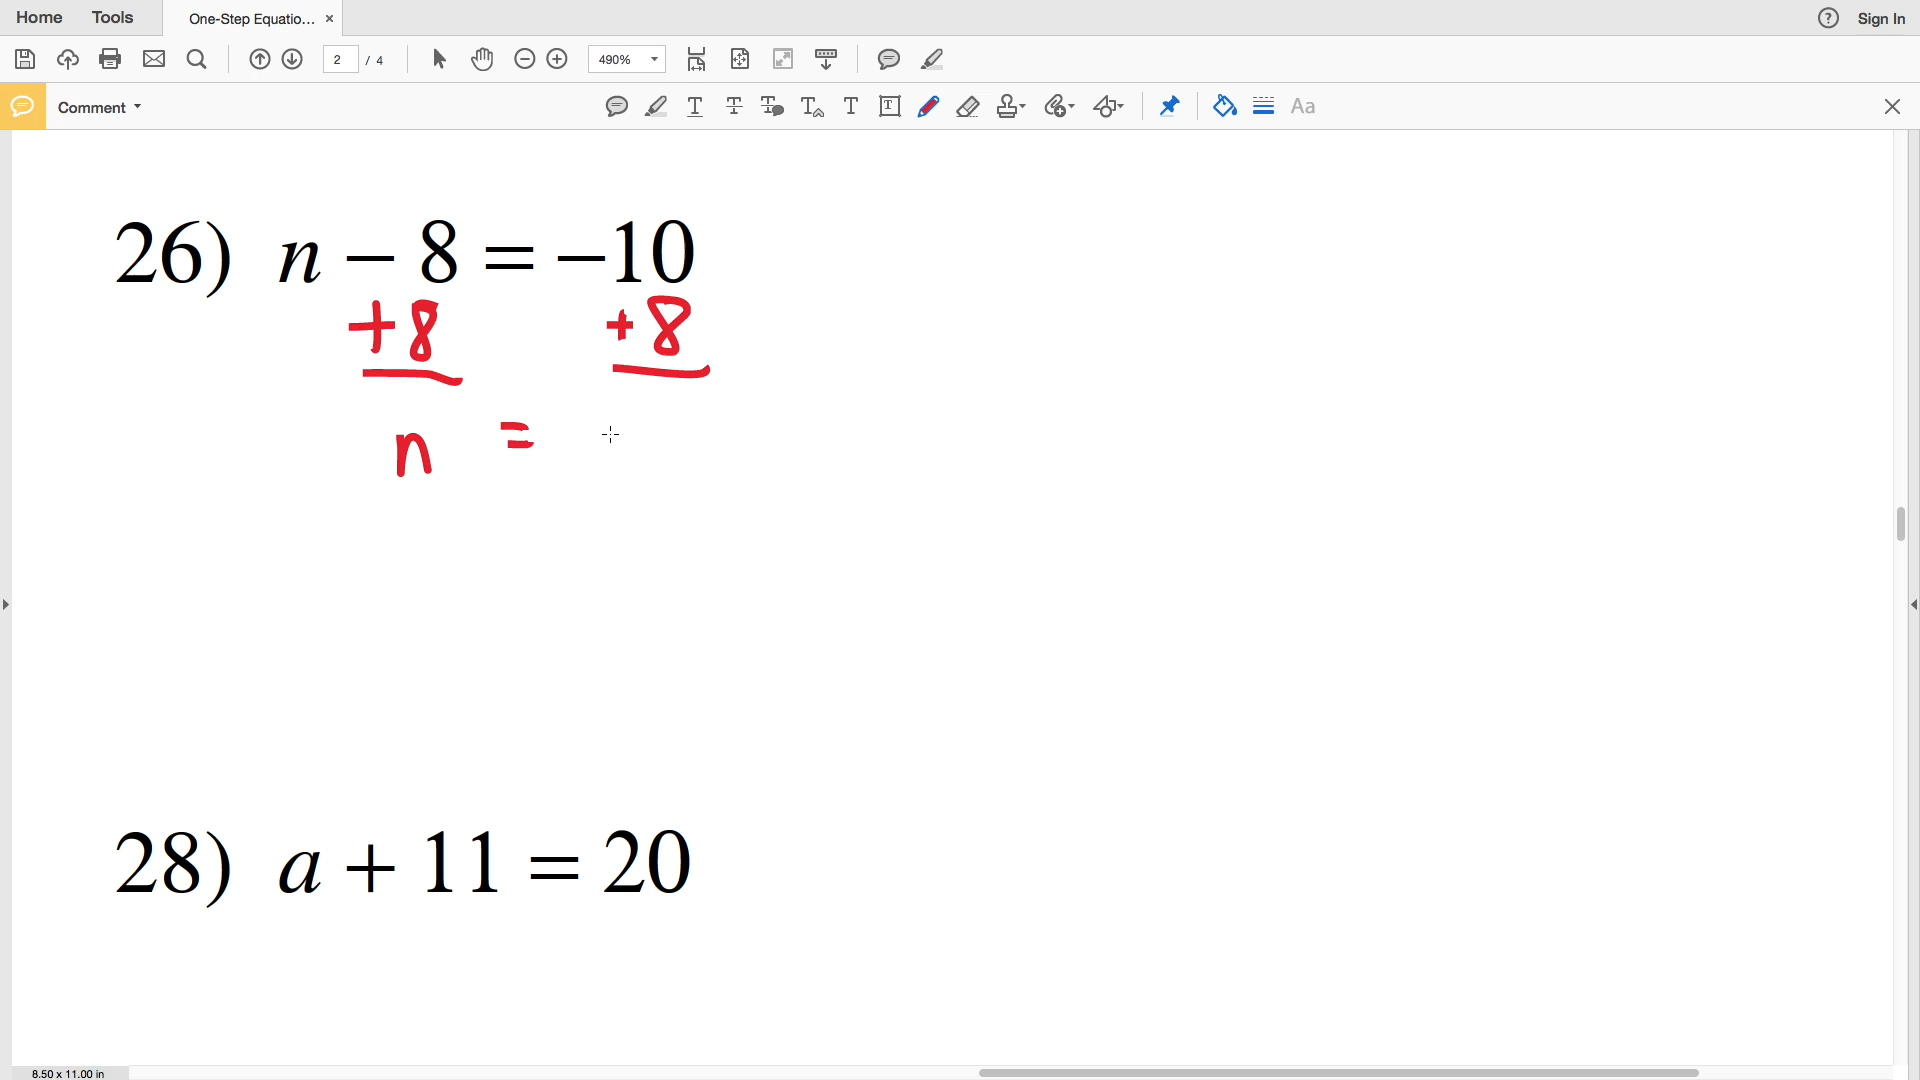 Home Tools One-Step Equatio... × ? Sign In
2 / 4 490%
Comment Aa
26) n − 8 = −10
+8 +8
n =
28) a + 11 = 20
8.50 x 11.00 in